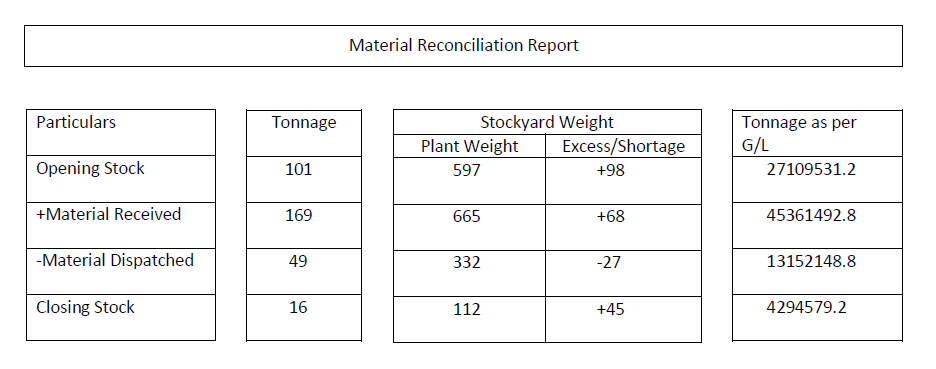 Material Reconciliation Report
Particulars Tonnage Stockyard Weight Tonnage as per
Plant Weight Excess/Shortage G/L
Opening Stock 101 597 +98 27109531.2
+Material Received 169 665 +68 45361492.8
-Material Dispatched 49 332 -27 13152148.8
Closing Stock 16 112 +45 4294579.2